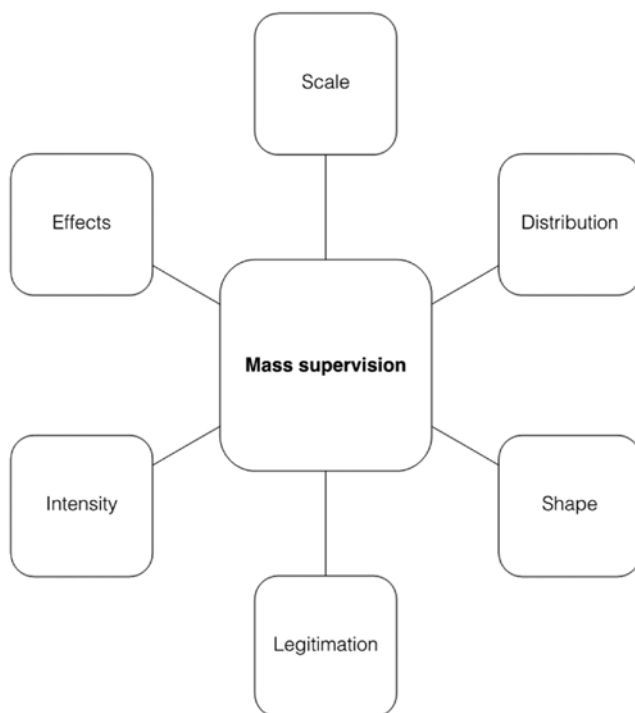 Scale
Effects
Distribution
Mass supervision
Intensity
Shape
Legitimation